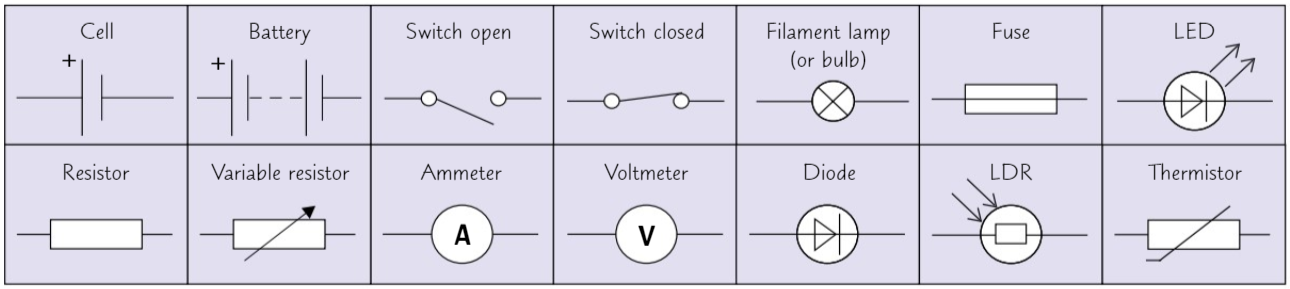 Cell
Battery
Switch open
Switch closed
Filament lamp
(or bulb)
Fuse
LED
+
+
Resistor
Variable resistor
Ammeter
Voltmeter
Diode
LDR
Thermistor
A
V